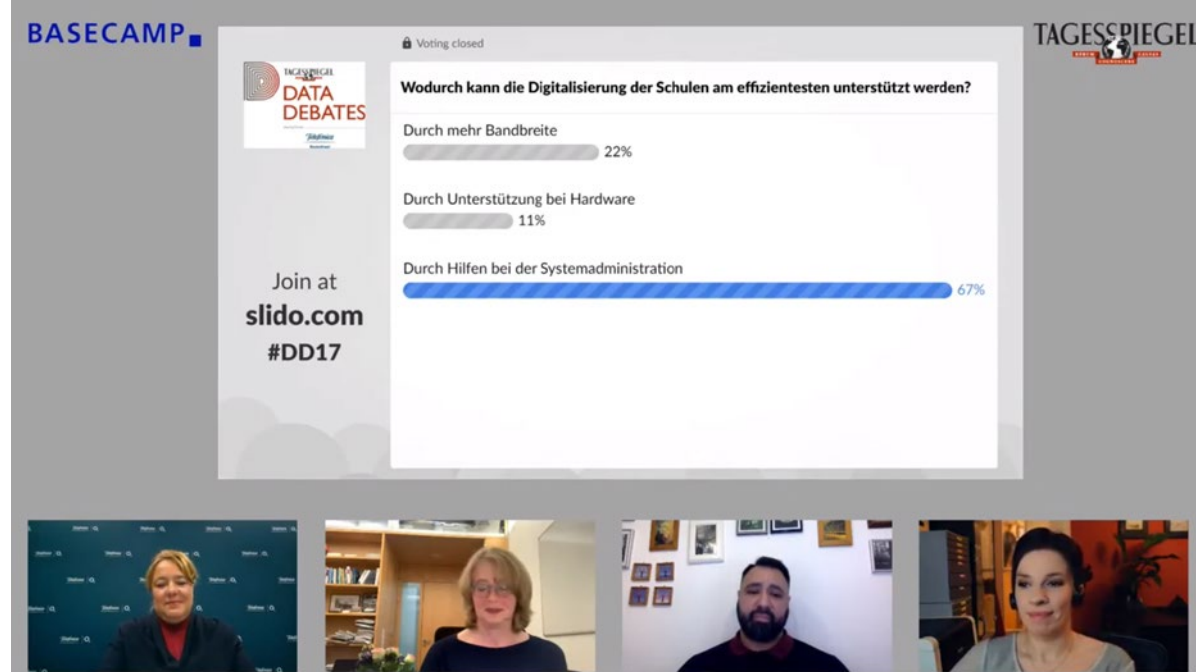 BASECAMP
TAGESSPIEGEL
Voting closed
TAGESSPIEGEL
DATA
DEBATES
Telefónica
Wodurch kann die Digitalisierung der Schulen am effizientesten unterstützt werden?
Durch mehr Bandbreite
22%
Durch Unterstützung bei Hardware
11%
Durch Hilfen bei der Systemadministration
67%
Join at
slido.com
#DD17